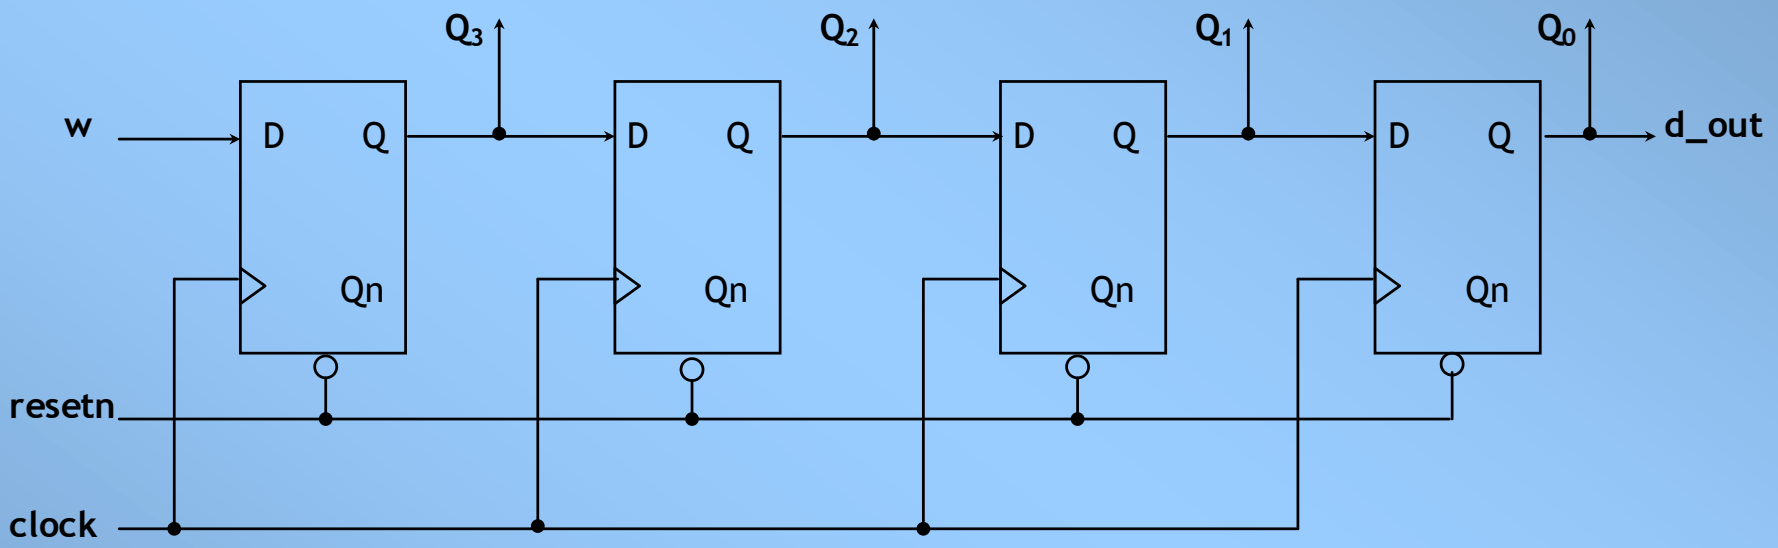 Q3 Q2 Q1 Q0
w D Q D Q D Q D Q d_out
Qn Qn Qn Qn
resetn
clock